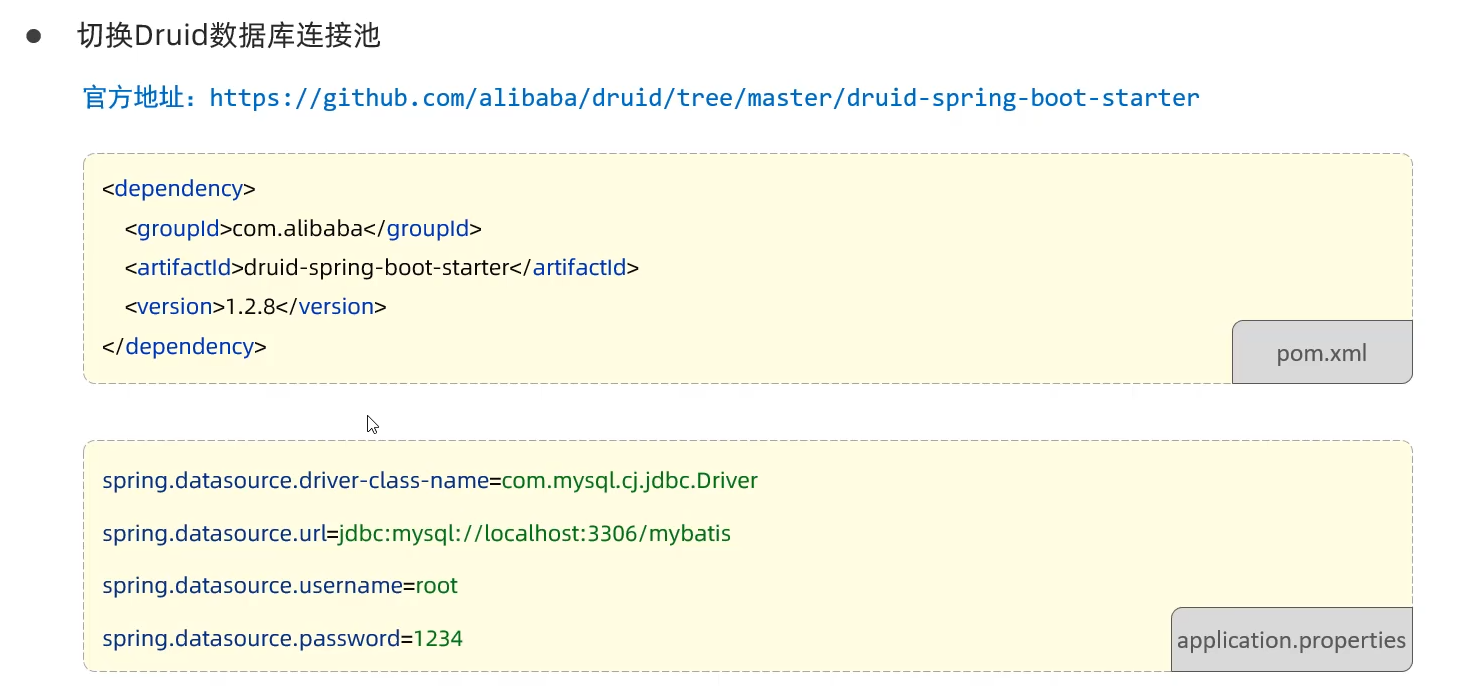 切换Druid数据库连接池
官方地址：https://github.com/alibaba/druid/tree/master/druid-spring-boot-starter
<dependency>
<groupId>com.alibaba</groupId>
<artifactId>druid-spring-boot-starter</artifactId>
<version>1.2.8</version>
</dependency>
pom.xml
spring.datasource.driver-class-name=com.mysql.cj.jdbc.Driver
spring.datasource.url=jdbc:mysql://localhost:3306/mybatis
spring.datasource.username=root
spring.datasource.password=1234
application.properties